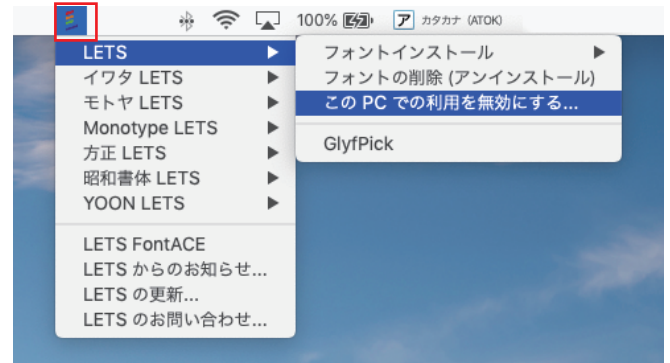 100% ア カタカナ (ATOK)
LETS
イワタ LETS
モトヤ LETS
Monotype LETS
方正 LETS
昭和書体 LETS
YOON LETS
LETS FontACE
LETS からのお知らせ...
LETS の更新...
LETS のお問い合わせ...
フォントインストール
フォントの削除 (アンインストール)
この PC での利用を無効にする...
GlyfPick